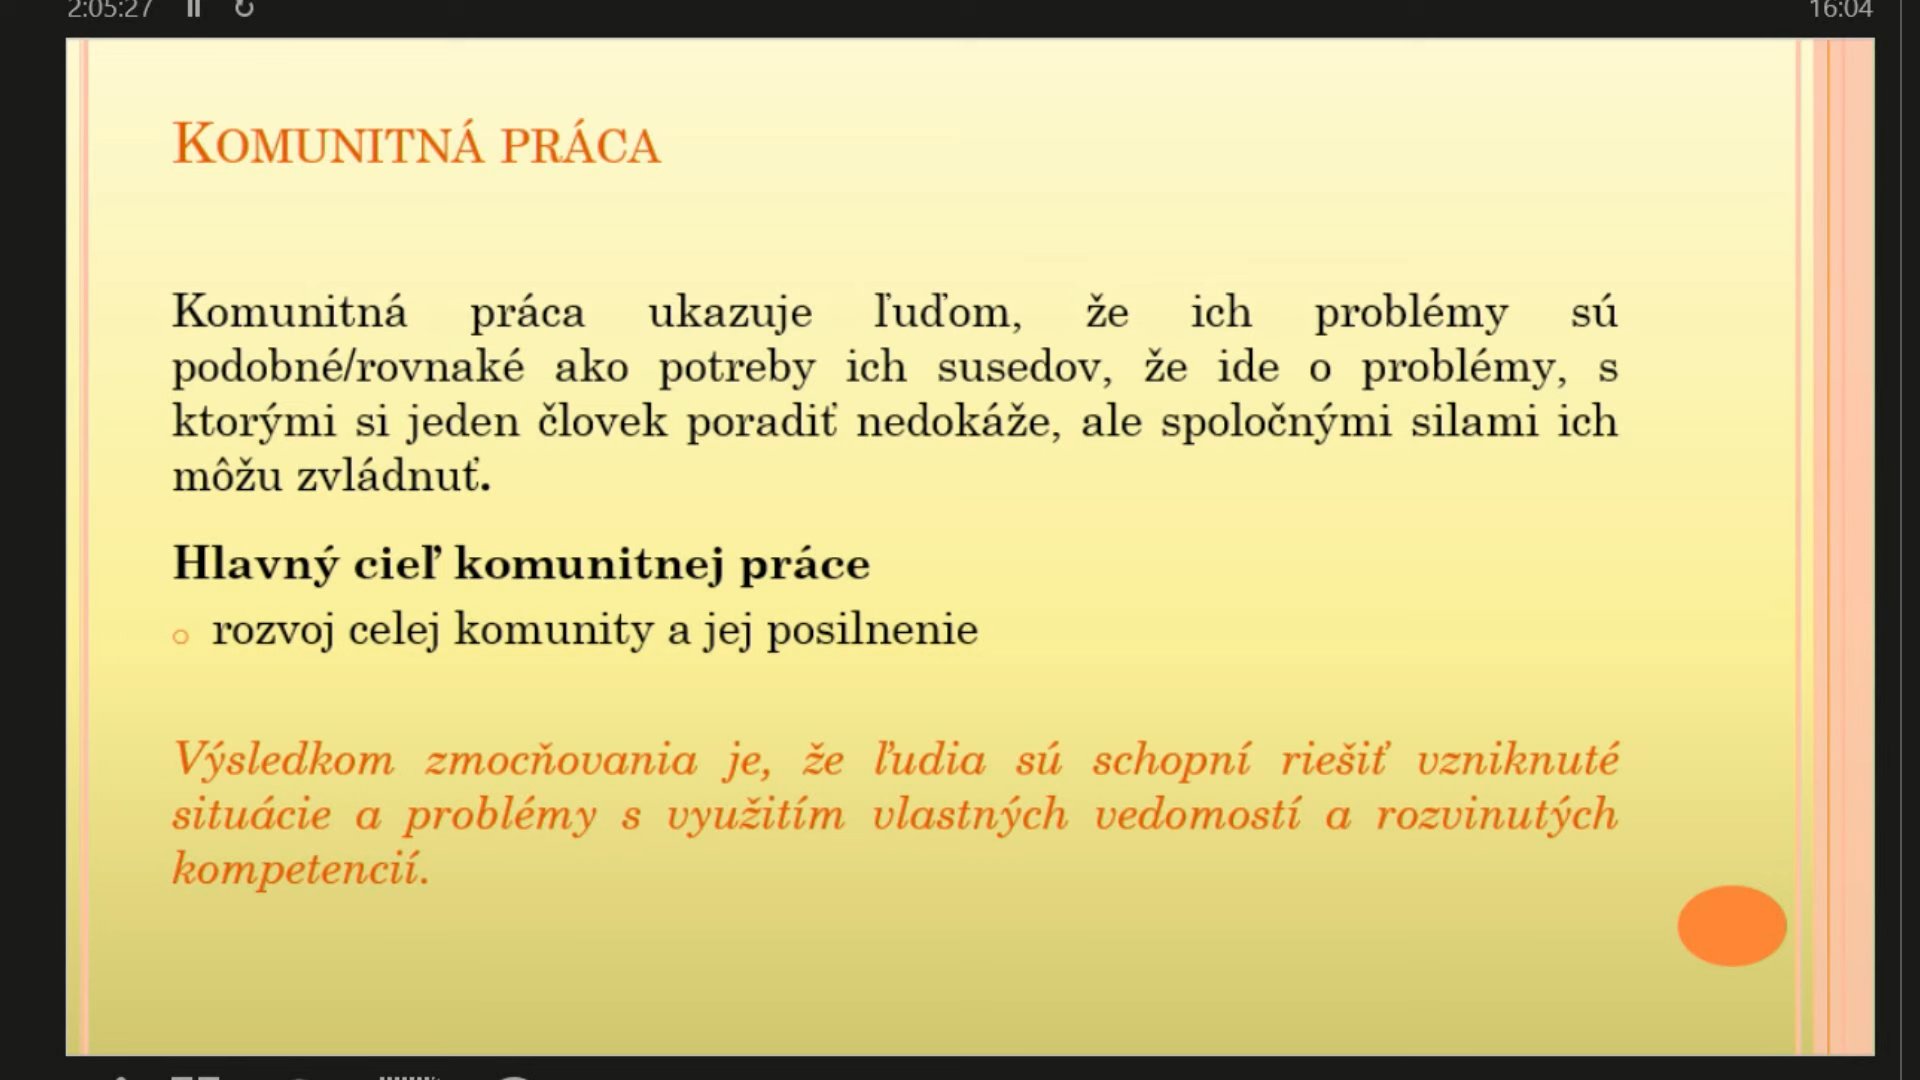 2:05:27
16:04
KOMUNITNÁ PRÁCA
Komunitná práca ukazuje ľuďom, že ich problémy sú
podobné/rovnaké ako potreby ich susedov, že ide o problémy, s
ktorými si jeden človek poradiť nedokáže, ale spoločnými silami ich
môžu zvládnuť.
Hlavný cieľ komunitnej práce
rozvoj celej komunity a jej posilnenie
Výsledkom zmocňovania je, že ľudia sú schopní riešiť vzniknuté
situácie a problémy s využitím vlastných vedomostí a rozvinutých
kompetencií.